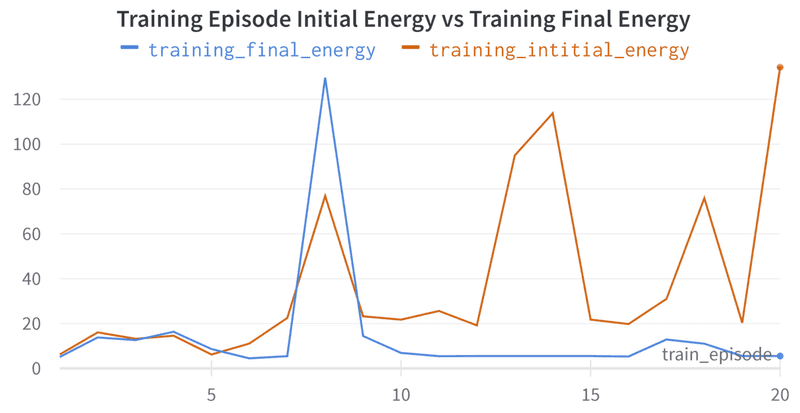 Training Episode Initial Energy vs Training Final Energy
training_final_energy training_intitial_energy
120
100
80
60
40
20
0
train_episode
5 10 15 20